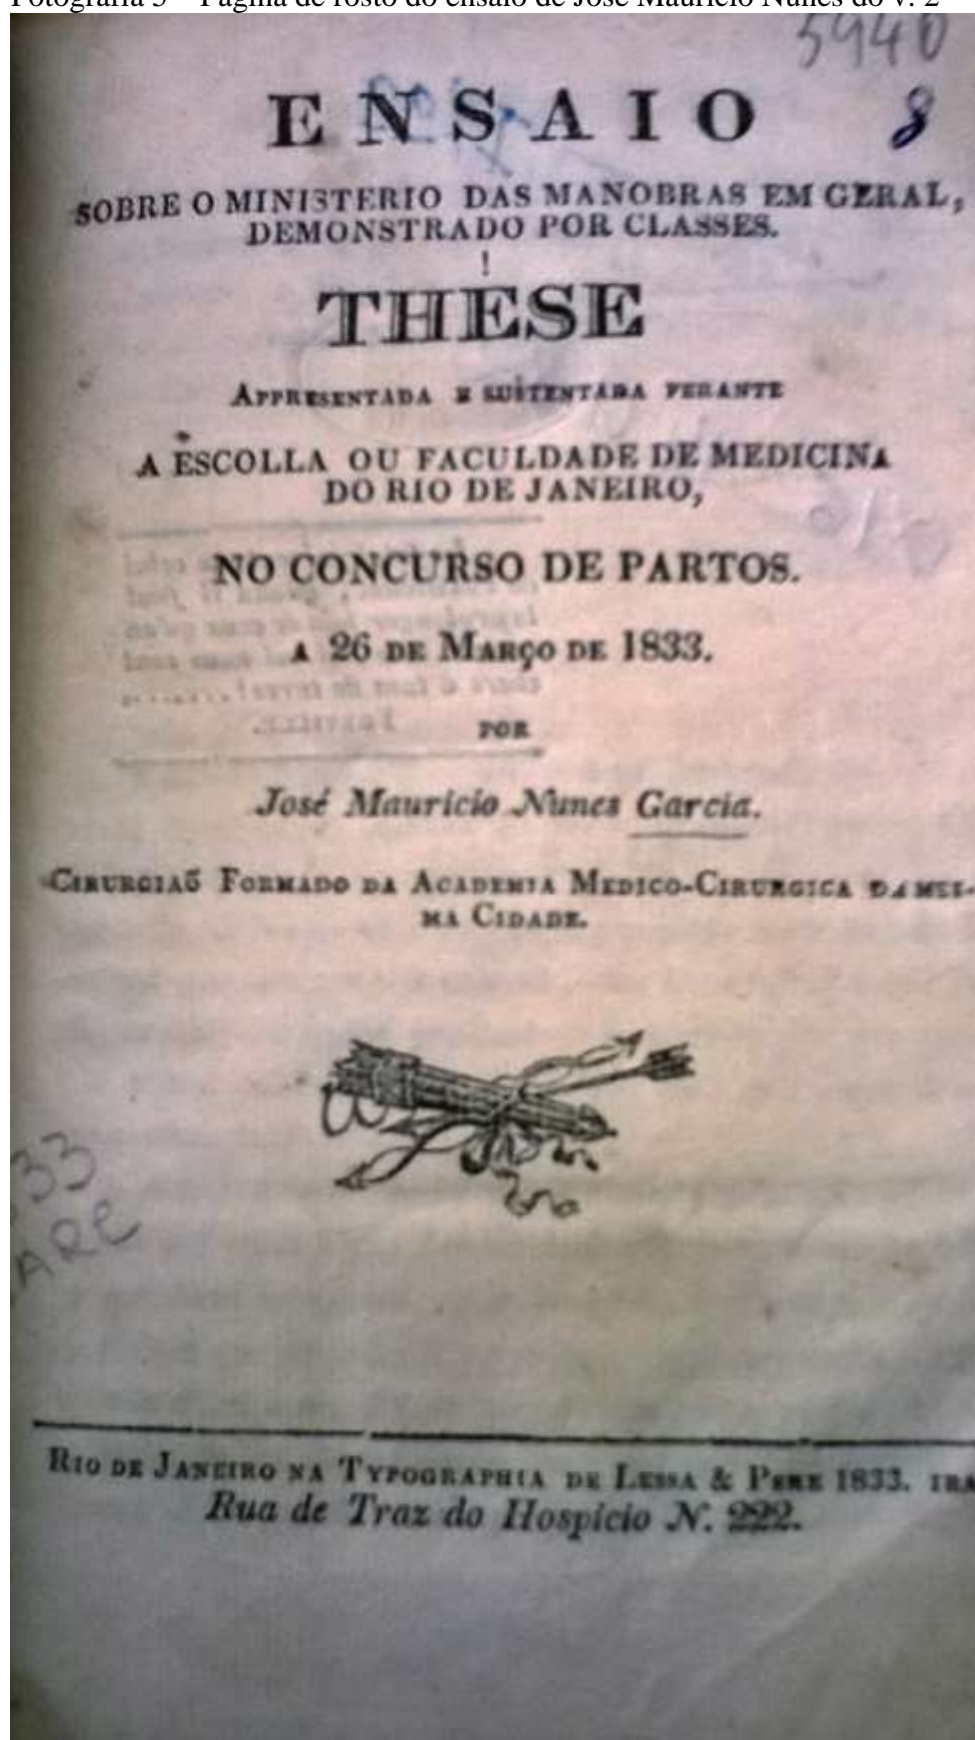 Fotografia 3 – Página de rosto do ensaio de José Mauricio Nunes do v. 2
5940
8
ENSAIO
SOBRE O MINISTERIO DAS MANOBRAS EM GERAL,
DEMONSTRADO POR CLASSES.
!
THESE
APPRESENTADA E SUSTENTADA PERANTE
A ESCOLLA OU FACULDADE DE MEDICINA
DO RIO DE JANEIRO,
NO CONCURSO DE PARTOS.
A 26 DE MARÇO DE 1833.
POR
José Mauricio Nunes Garcia.
CIRURGIAÕ FORMADO DA ACADEMIA MEDICO-CIRURGICA DA MES-
MA CIDADE.
33
ARE
RIO DE JANEIRO NA TYPOGRAPHIA DE LESSA & PERE 1833. IRA
Rua de Traz do Hospicio N. 222.